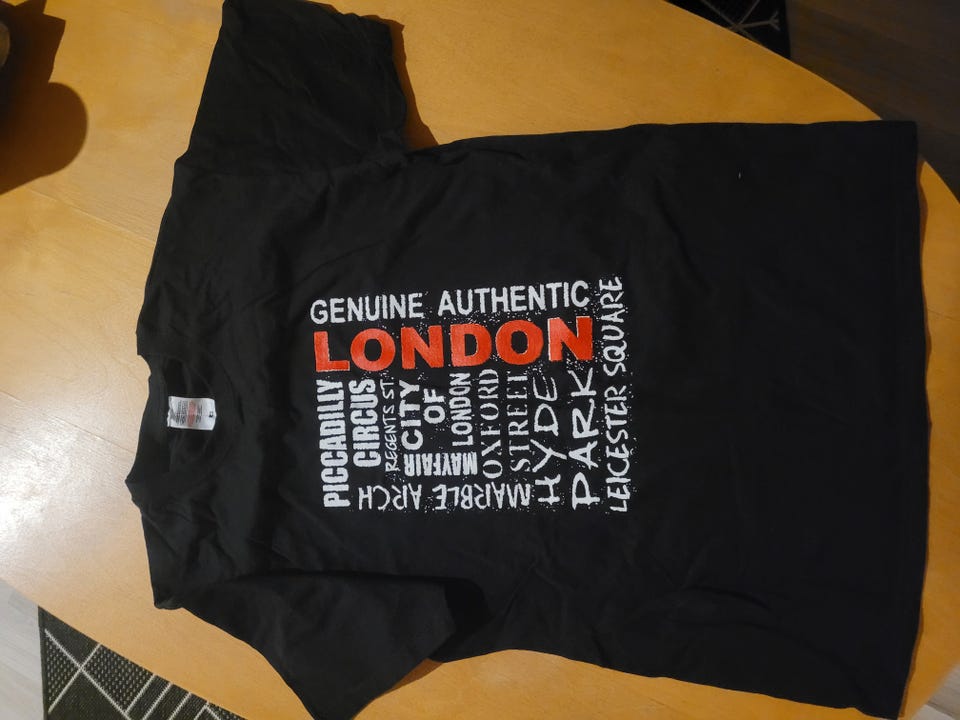 GENUINE AUTHENTIC
LONDON
PICCADILLY
CIRCUS
REGENTS ST
CITY
OF
LONDON
MAYFAIR
MARBLE ARCH
OXFORD
STREET
HYDE
PARK
LEICESTER SQUARE